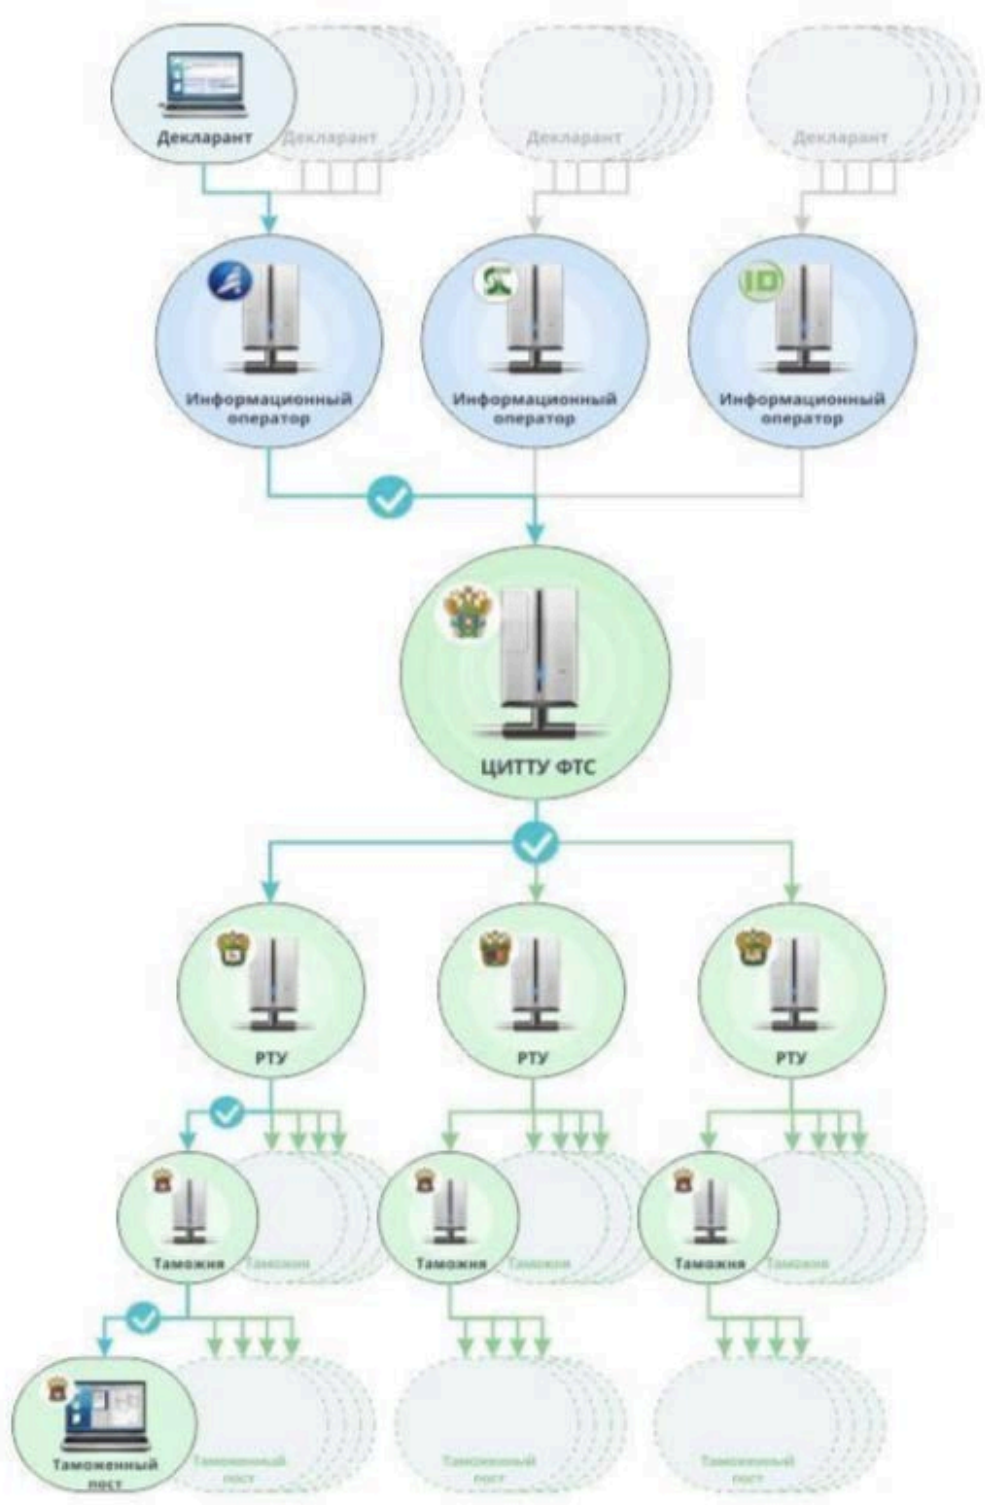 Декларант
Декларант
Декларант
Декларант
ID
Информационный
оператор
Информационный
оператор
Информационный
оператор
ЦИТТУ ФТС
РТУ
РТУ
РТУ
Таможня
Таможня
Таможня
Таможня
Таможня
Таможня
Таможенный
пост
Таможенный
пост
Таможенный
пост
Таможенный
пост